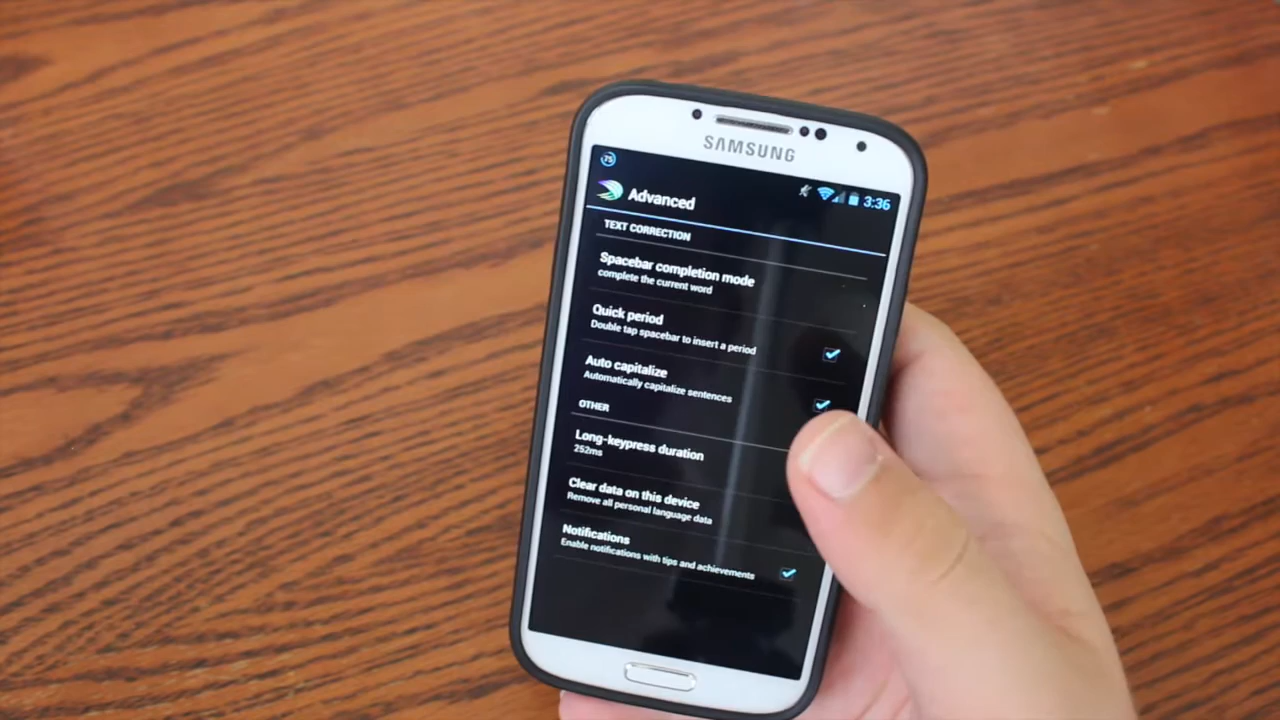 SAMSUNG
75
3:36
Advanced
TEXT CORRECTION
Spacebar completion mode
complete the current word
Quick period
Double tap spacebar to insert a period
Auto capitalize
Automatically capitalize sentences
OTHER
Long-keypress duration
252ms
Clear data on this device
Remove all personal language data
Notifications
Enable notifications with tips and achievements